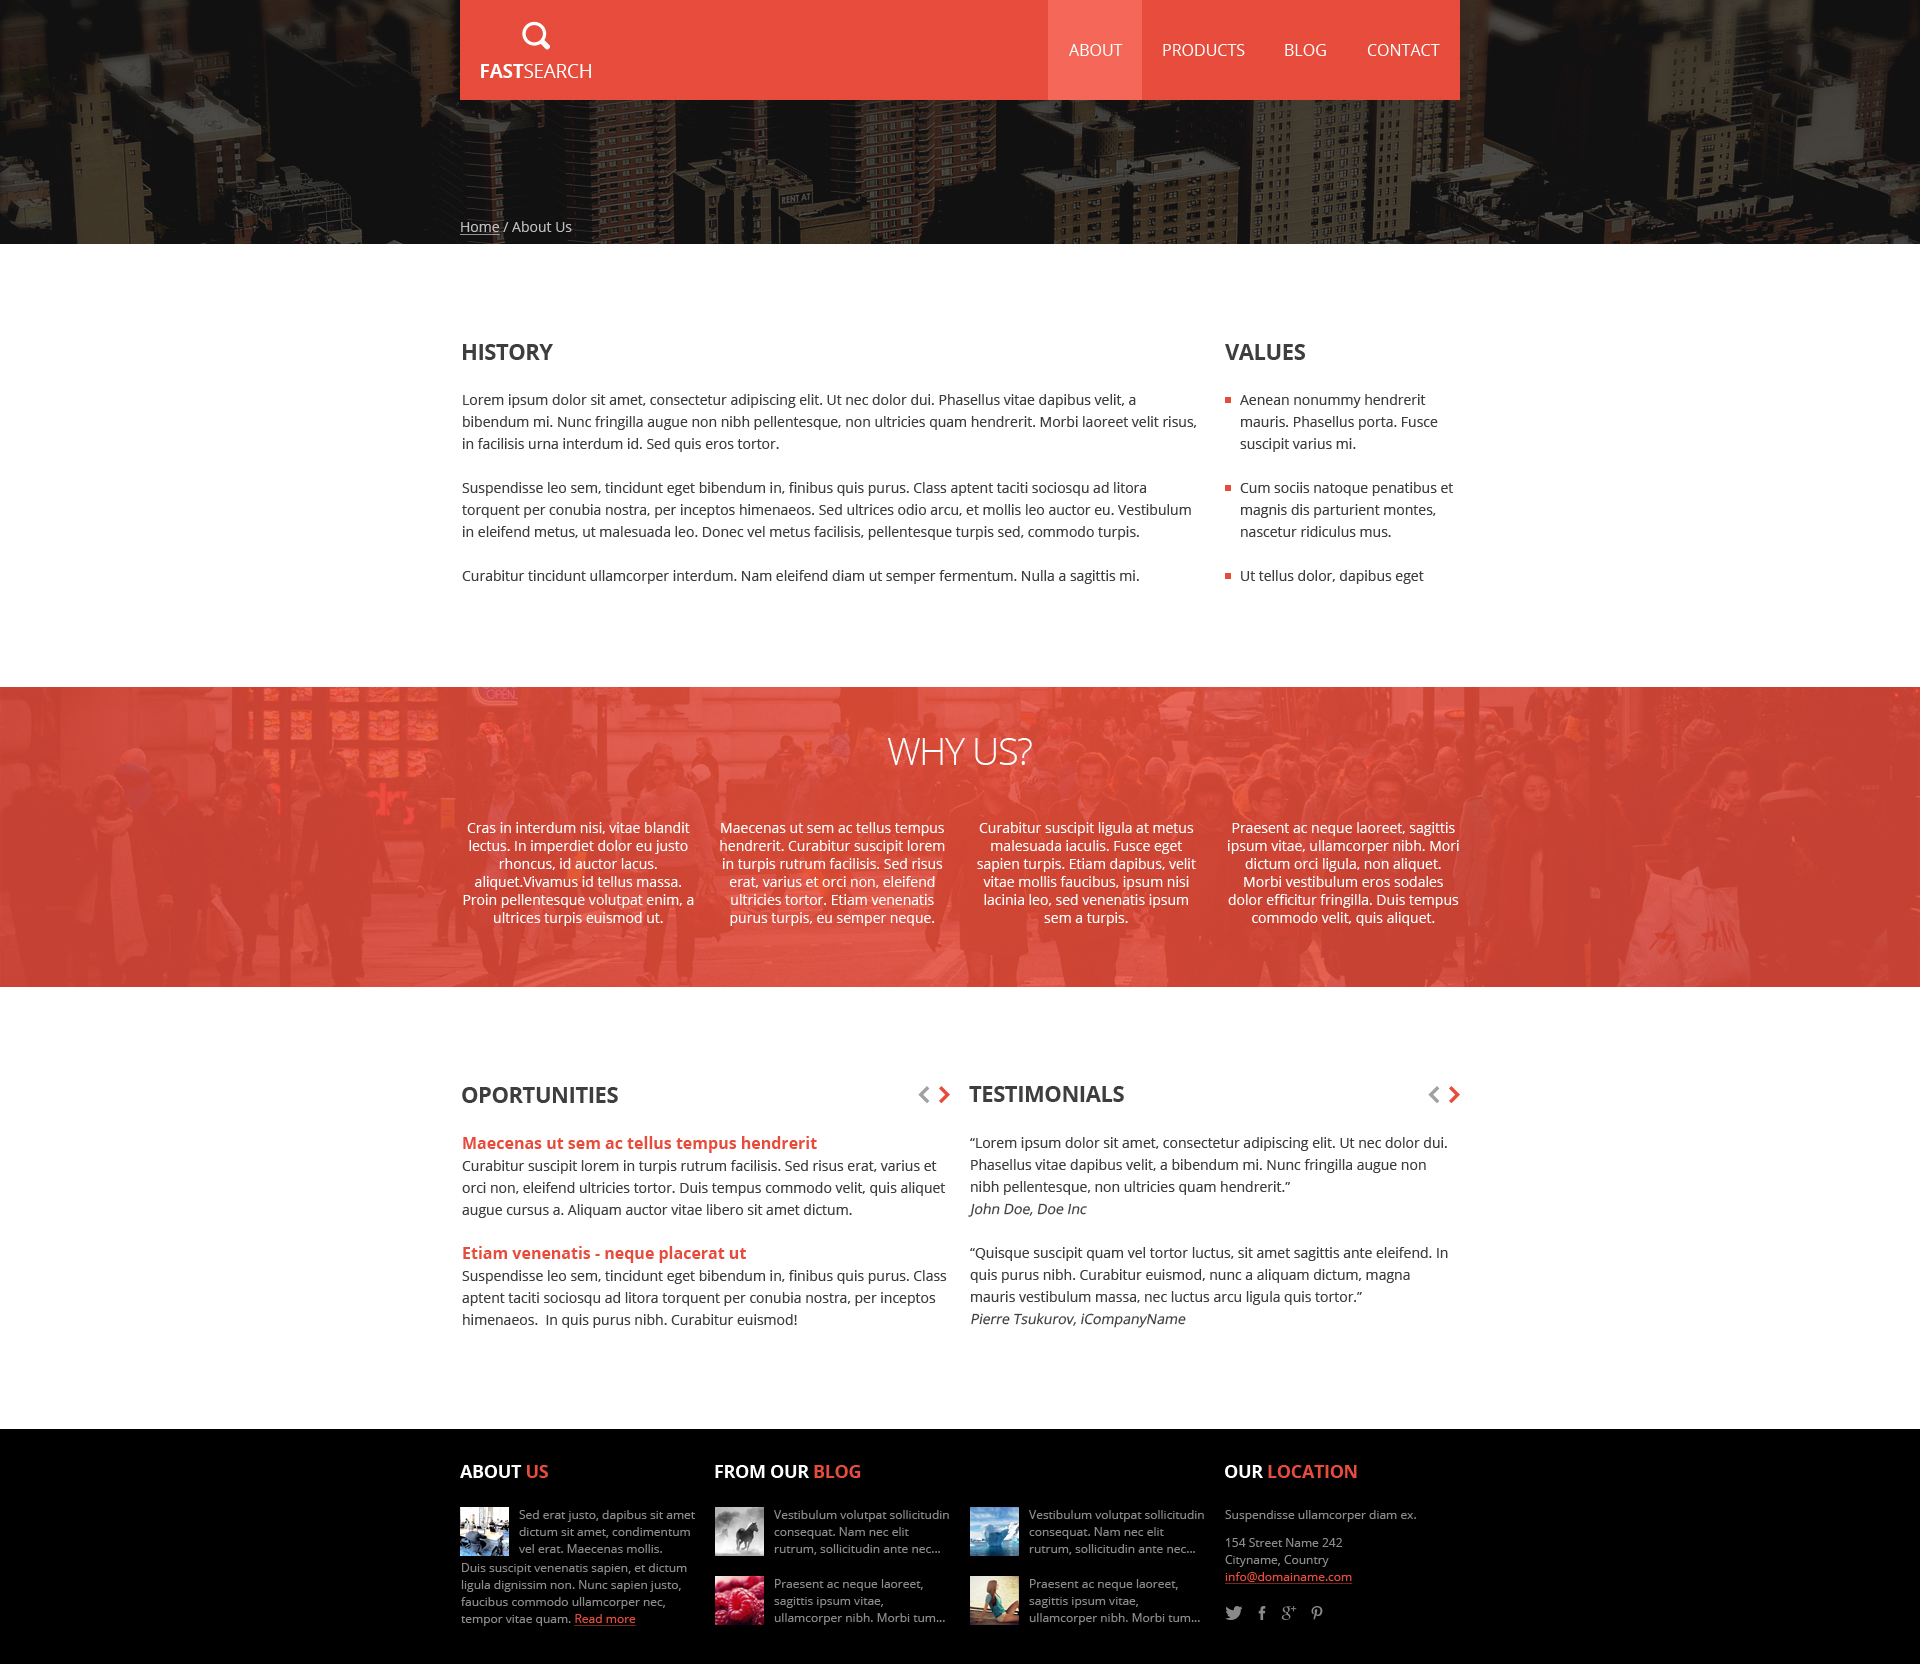 FASTSEARCH
ABOUT
PRODUCTS
BLOG
CONTACT
RENT AT
Home / About Us
HISTORY
Lorem ipsum dolor sit amet, consectetur adipiscing elit. Ut nec dolor dui. Phasellus vitae dapibus velit, a
bibendum mi. Nunc fringilla augue non nibh pellentesque, non ultricies quam hendrerit. Morbi laoreet velit risus,
in facilisis urna interdum id. Sed quis eros tortor.
Suspendisse leo sem, tincidunt eget bibendum in, finibus quis purus. Class aptent taciti sociosqu ad litora
torquent per conubia nostra, per inceptos himenaeos. Sed ultrices odio arcu, et mollis leo auctor eu. Vestibulum
in eleifend metus, ut malesuada leo. Donec vel metus facilisis, pellentesque turpis sed, commodo turpis.
Curabitur tincidunt ullamcorper interdum. Nam eleifend diam ut semper fermentum. Nulla a sagittis mi.
VALUES
Aenean nonummy hendrerit
mauris. Phasellus porta. Fusce
suscipit varius mi.
Cum sociis natoque penatibus et
magnis dis parturient montes,
nascetur ridiculus mus.
Ut tellus dolor, dapibus eget
OPEN
WHY US?
Cras in interdum nisi, vitae blandit
lectus. In imperdiet dolor eu justo
rhoncus, id auctor lacus.
aliquet.Vivamus id tellus massa.
Proin pellentesque volutpat enim, a
ultrices turpis euismod ut.
Maecenas ut sem ac tellus tempus
hendrerit. Curabitur suscipit lorem
in turpis rutrum facilisis. Sed risus
erat, varius et orci non, eleifend
ultricies tortor. Etiam venenatis
purus turpis, eu semper neque.
Curabitur suscipit ligula at metus
malesuada iaculis. Fusce eget
sapien turpis. Etiam dapibus, velit
vitae mollis faucibus, ipsum nisi
lacinia leo, sed venenatis ipsum
sem a turpis.
Praesent ac neque laoreet, sagittis
ipsum vitae, ullamcorper nibh. Mori
dictum orci ligula, non aliquet.
Morbi vestibulum eros sodales
dolor efficitur fringilla. Duis tempus
commodo velit, quis aliquet.
H&M
OPORTUNITIES
Maecenas ut sem ac tellus tempus hendrerit
Curabitur suscipit lorem in turpis rutrum facilisis. Sed risus erat, varius et
orci non, eleifend ultricies tortor. Duis tempus commodo velit, quis aliquet
augue cursus a. Aliquam auctor vitae libero sit amet dictum.
Etiam venenatis - neque placerat ut
Suspendisse leo sem, tincidunt eget bibendum in, finibus quis purus. Class
aptent taciti sociosqu ad litora torquent per conubia nostra, per inceptos
himenaeos.  In quis purus nibh. Curabitur euismod!
TESTIMONIALS
“Lorem ipsum dolor sit amet, consectetur adipiscing elit. Ut nec dolor dui.
Phasellus vitae dapibus velit, a bibendum mi. Nunc fringilla augue non
nibh pellentesque, non ultricies quam hendrerit.”
John Doe, Doe Inc
“Quisque suscipit quam vel tortor luctus, sit amet sagittis ante eleifend. In
quis purus nibh. Curabitur euismod, nunc a aliquam dictum, magna
mauris vestibulum massa, nec luctus arcu ligula quis tortor.”
Pierre Tsukurov, iCompanyName
ABOUT US
Sed erat justo, dapibus sit amet
dictum sit amet, condimentum
vel erat. Maecenas mollis.
Duis suscipit venenatis sapien, et dictum
ligula dignissim non. Nunc sapien justo,
faucibus commodo ullamcorper nec,
tempor vitae quam. Read more
FROM OUR BLOG
Vestibulum volutpat sollicitudin
consequat. Nam nec elit
rutrum, sollicitudin ante nec...
Praesent ac neque laoreet,
sagittis ipsum vitae,
ullamcorper nibh. Morbi tum...
Vestibulum volutpat sollicitudin
consequat. Nam nec elit
rutrum, sollicitudin ante nec...
Praesent ac neque laoreet,
sagittis ipsum vitae,
ullamcorper nibh. Morbi tum...
OUR LOCATION
Suspendisse ullamcorper diam ex.
154 Street Name 242
Cityname, Country
info@domainame.com